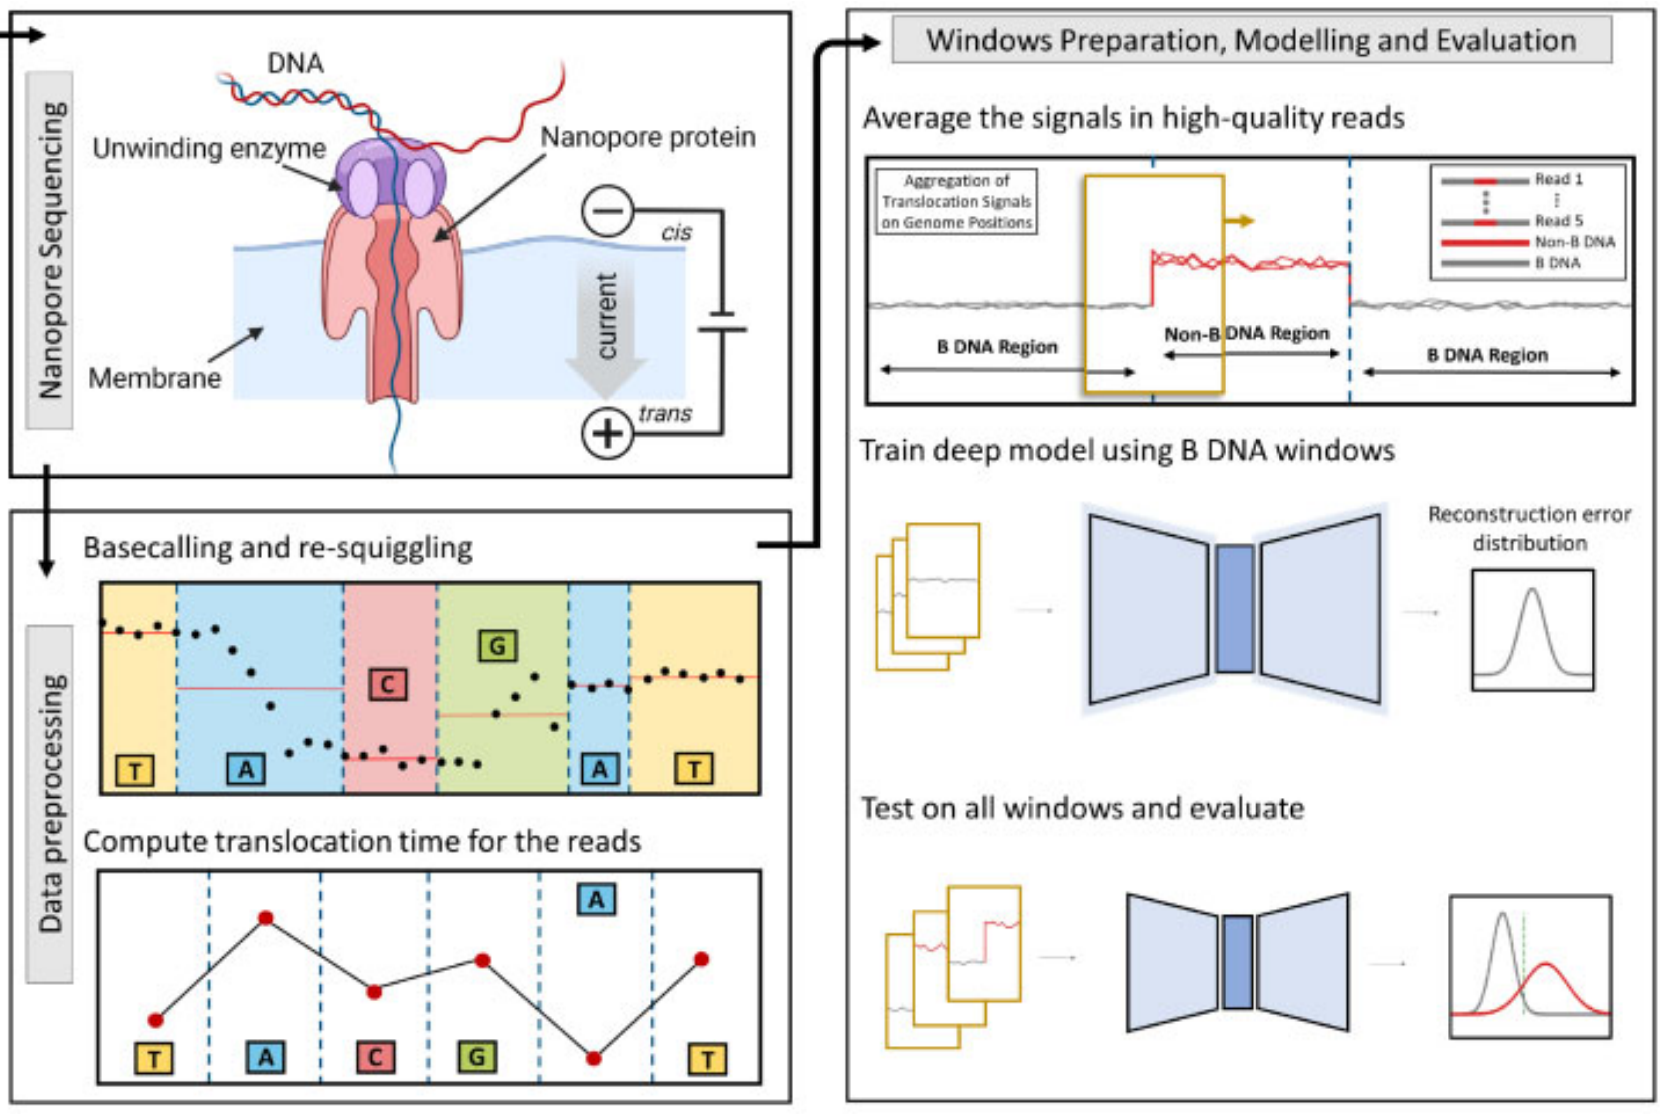 Nanopore Sequencing
DNA
Unwinding enzyme
Nanopore protein
−
cis
current
Membrane
trans
+
Data preprocessing
Basecalling and re-squiggling
G
C
T
A
A
T
Compute translocation time for the reads
A
T
A
C
G
T
Windows Preparation, Modelling and Evaluation
Average the signals in high-quality reads
Aggregation of
Translocation Signals
on Genome Positions
Read 1
Read 5
Non-B DNA
B DNA
B DNA Region
Non-B DNA Region
B DNA Region
Train deep model using B DNA windows
Reconstruction error
distribution
Test on all windows and evaluate